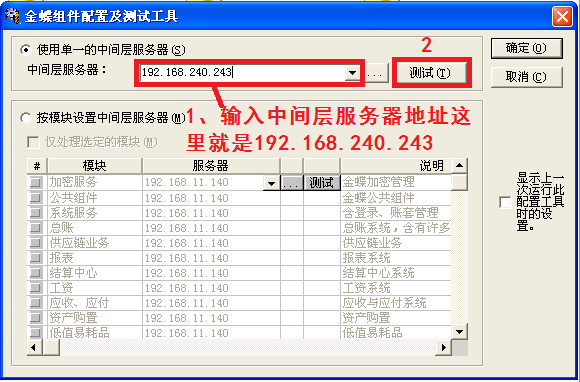 金蝶组件配置及测试工具
使用单一的中间层服务器(S)
2
确定(O)
中间层服务器:
192.168.240.243
...
测试(T)
取消(C)
按模块设置中间层服务器(M)
1、输入中间层服务器地址这
里就是192.168.240.243
仅处理选定的模块(M)
# 模块 服务器 说明
加密服务 192.168.11.140 ... 测试 金蝶加密管理
公共组件 192.168.11.140 金蝶公共组件
系统服务 192.168.11.140 含登录、账套管理
总账 192.168.11.140 总账系统,含有许多
供应链业务 192.168.11.140 供应链业务
报表 192.168.11.140 报表系统
结算中心 192.168.11.140 结算中心系统
工资 192.168.11.140 工资系统
应收、应付 192.168.11.140 应收与应付系统
资产购置 192.168.11.140 资产购置
低值易耗品 192.168.11.140 低值易耗品
显示上一
次运行此
配置工具
时的设
置。